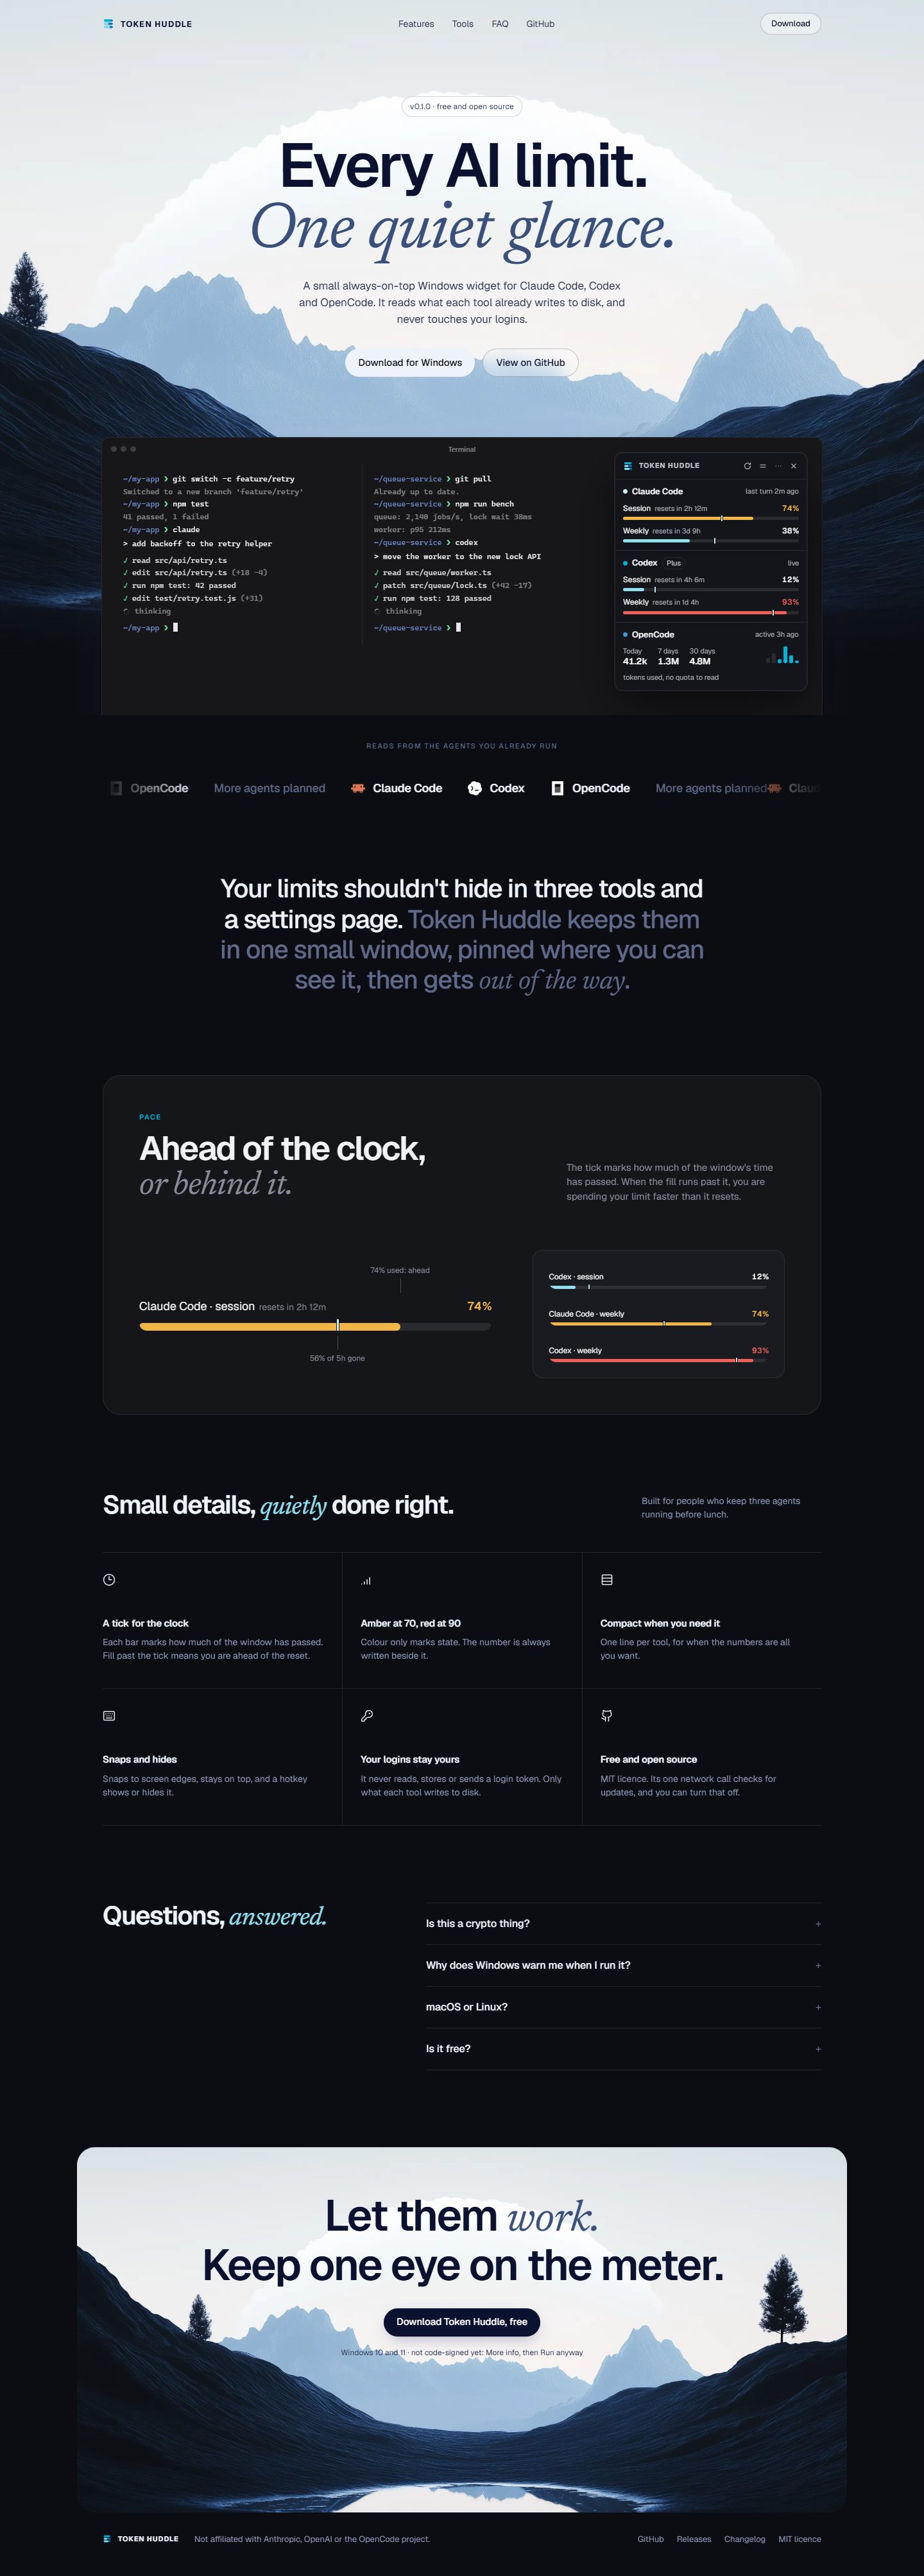 TOKEN HUDDLE
Features
Tools
FAQ
GitHub
Download
v0.1.0 · free and open source
Every AI limit.
One quiet glance.
A small always-on-top Windows widget for Claude Code, Codex
and OpenCode. It reads what each tool already writes to disk, and
never touches your logins.
Download for Windows
View on GitHub
Terminal
~/my-app ❯ git switch -c feature/retry
Switched to a new branch 'feature/retry'
~/my-app ❯ npm test
41 passed, 1 failed
~/my-app ❯ claude
> add backoff to the retry helper
✓ read src/api/retry.ts
✓ edit src/api/retry.ts (+18 -4)
✓ run npm test: 42 passed
✓ edit test/retry.test.js (+31)
thinking
~/my-app ❯
~/queue-service ❯ git pull
Already up to date.
~/queue-service ❯ npm run bench
queue: 2,140 jobs/s, lock wait 38ms
worker: p95 212ms
~/queue-service ❯ codex
> move the worker to the new lock API
✓ read src/queue/worker.ts
✓ patch src/queue/lock.ts (+42 -17)
✓ run npm test: 128 passed
thinking
~/queue-service ❯
TOKEN HUDDLE
Claude Code last turn 2m ago
Session resets in 2h 12m 74%
Weekly resets in 3d 9h 38%
Codex Plus live
Session resets in 4h 6m 12%
Weekly resets in 1d 4h 93%
OpenCode active 3h ago
Today 7 days 30 days
41.2k 1.3M 4.8M
tokens used, no quota to read
READS FROM THE AGENTS YOU ALREADY RUN
OpenCode More agents planned Claude Code Codex OpenCode More agents planned Claud
Your limits shouldn't hide in three tools and
a settings page. Token Huddle keeps them
in one small window, pinned where you can
see it, then gets out of the way.
PACE
Ahead of the clock,
or behind it.
The tick marks how much of the window's time
has passed. When the fill runs past it, you are
spending your limit faster than it resets.
74% used: ahead
Claude Code · session resets in 2h 12m 74%
56% of 5h gone
Codex · session 12%
Claude Code · weekly 74%
Codex · weekly 93%
Small details, quietly done right.
Built for people who keep three agents
running before lunch.
A tick for the clock
Each bar marks how much of the window has passed.
Fill past the tick means you are ahead of the reset.
Amber at 70, red at 90
Colour only marks state. The number is always
written beside it.
Compact when you need it
One line per tool, for when the numbers are all
you want.
Snaps and hides
Snaps to screen edges, stays on top, and a hotkey
shows or hides it.
Your logins stay yours
It never reads, stores or sends a login token. Only
what each tool writes to disk.
Free and open source
MIT licence. Its one network call checks for
updates, and you can turn that off.
Questions, answered.
Is this a crypto thing? +
Why does Windows warn me when I run it? +
macOS or Linux? +
Is it free? +
Let them work.
Keep one eye on the meter.
Download Token Huddle, free
Windows 10 and 11 · not code-signed yet: More info, then Run anyway
TOKEN HUDDLE
Not affiliated with Anthropic, OpenAI or the OpenCode project.
GitHub
Releases
Changelog
MIT licence